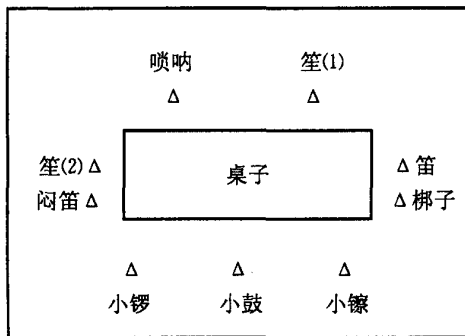 唢呐 笙(1)
笙(2) 桌子 笛
闷笛 梆子
小锣 小鼓 小镲